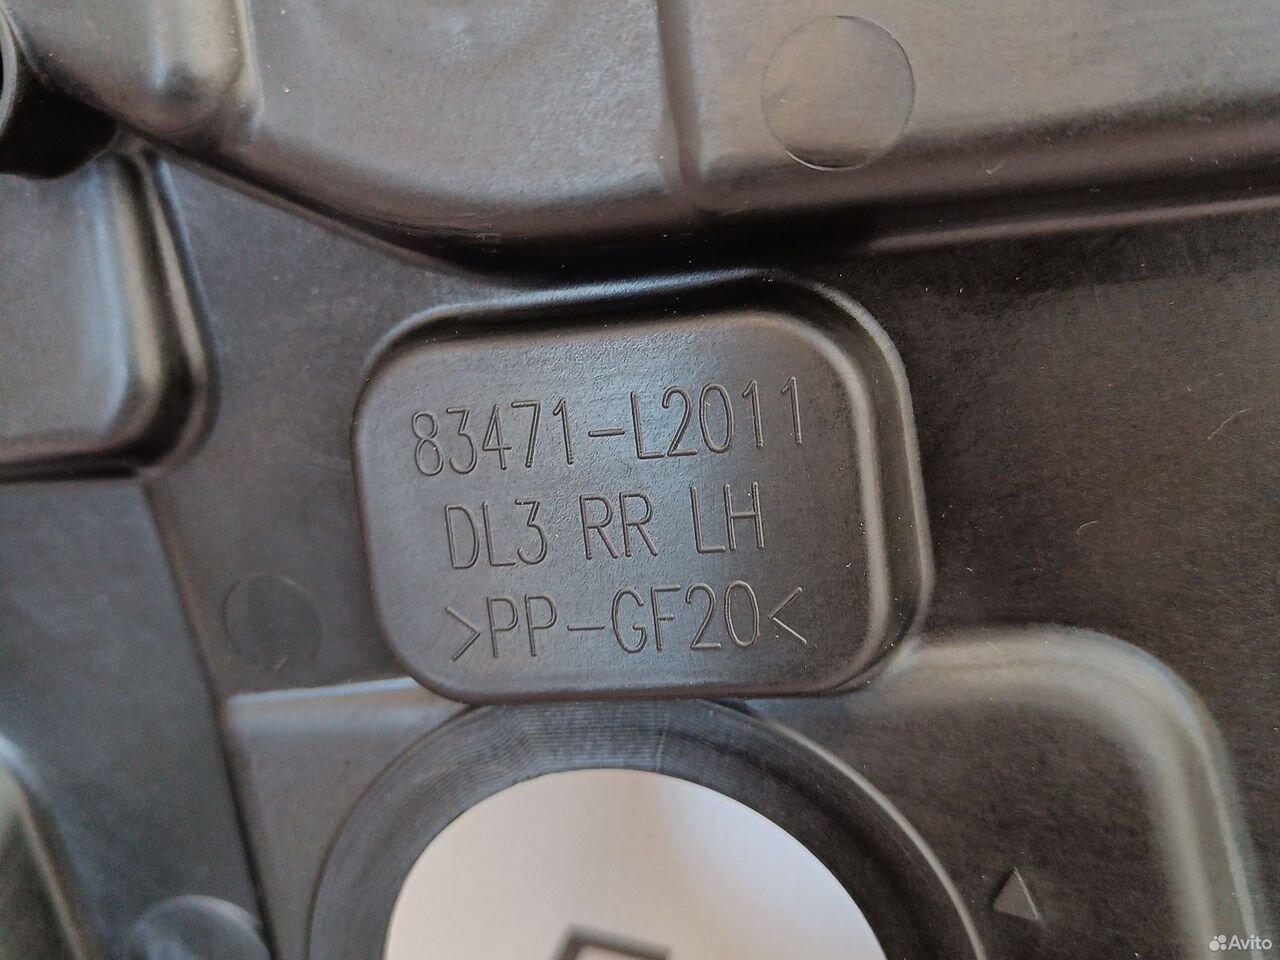 83471-L2011
DL3 RR LH
>PP-GF20<
Avito